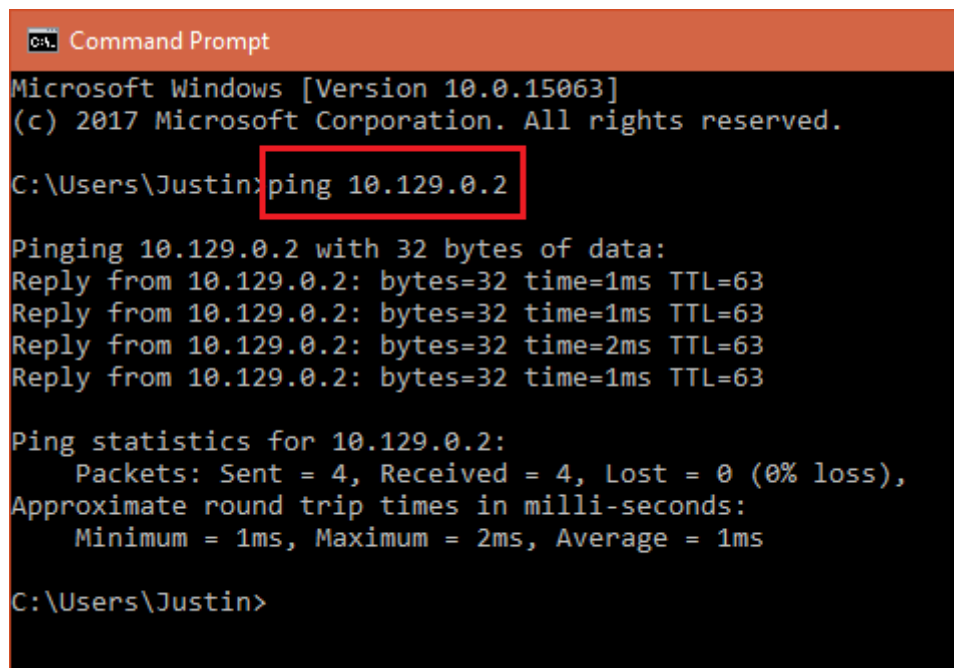 Command Prompt
Microsoft Windows [Version 10.0.15063]
(c) 2017 Microsoft Corporation. All rights reserved.
C:\Users\Justin>ping 10.129.0.2
Pinging 10.129.0.2 with 32 bytes of data:
Reply from 10.129.0.2: bytes=32 time=1ms TTL=63
Reply from 10.129.0.2: bytes=32 time=1ms TTL=63
Reply from 10.129.0.2: bytes=32 time=2ms TTL=63
Reply from 10.129.0.2: bytes=32 time=1ms TTL=63
Ping statistics for 10.129.0.2:
    Packets: Sent = 4, Received = 4, Lost = 0 (0% loss),
Approximate round trip times in milli-seconds:
    Minimum = 1ms, Maximum = 2ms, Average = 1ms
C:\Users\Justin>